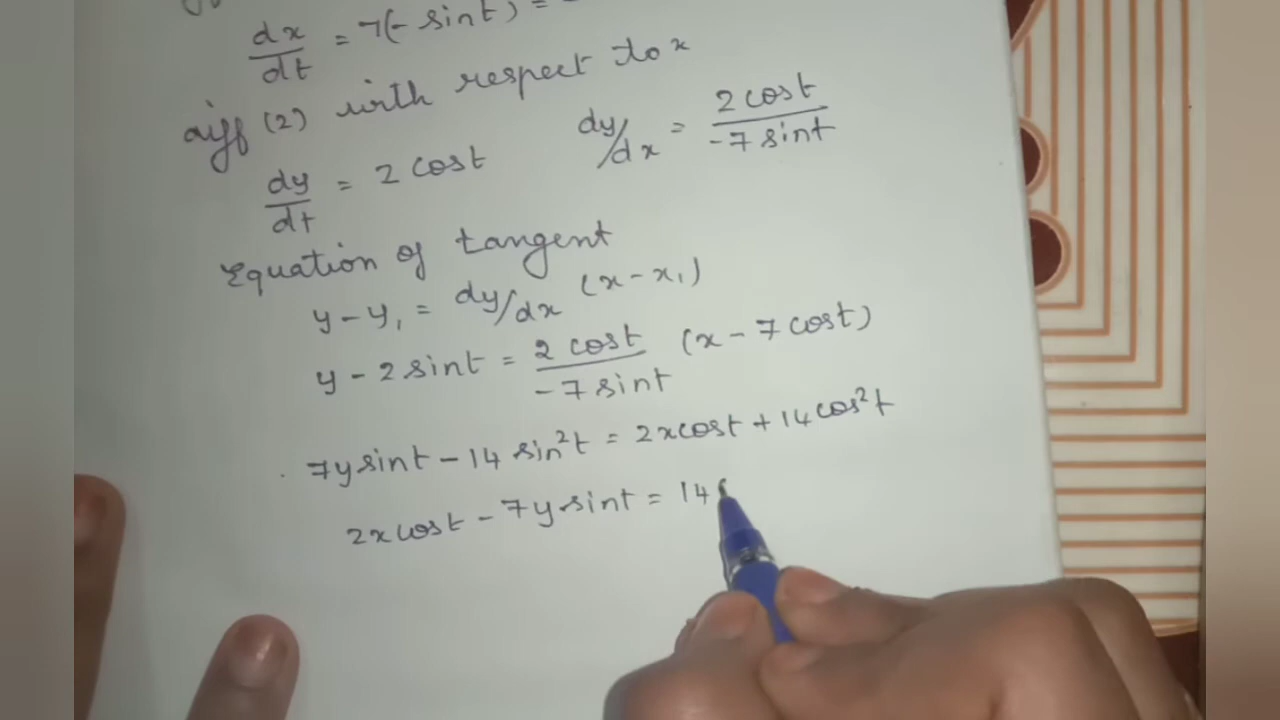 dx/dt = 7(- sint) =
diff (2) with respect to x
dy/dt = 2 cost    dy/dx = 2 cost / -7 sint
Equation of tangent
y - y₁ = dy/dx (x - x₁)
y - 2 sint = 2 cost / -7 sint (x - 7 cost)
7y sint - 14 sin²t = 2x cost + 14 cos²t
2x cost - 7y sint = 14